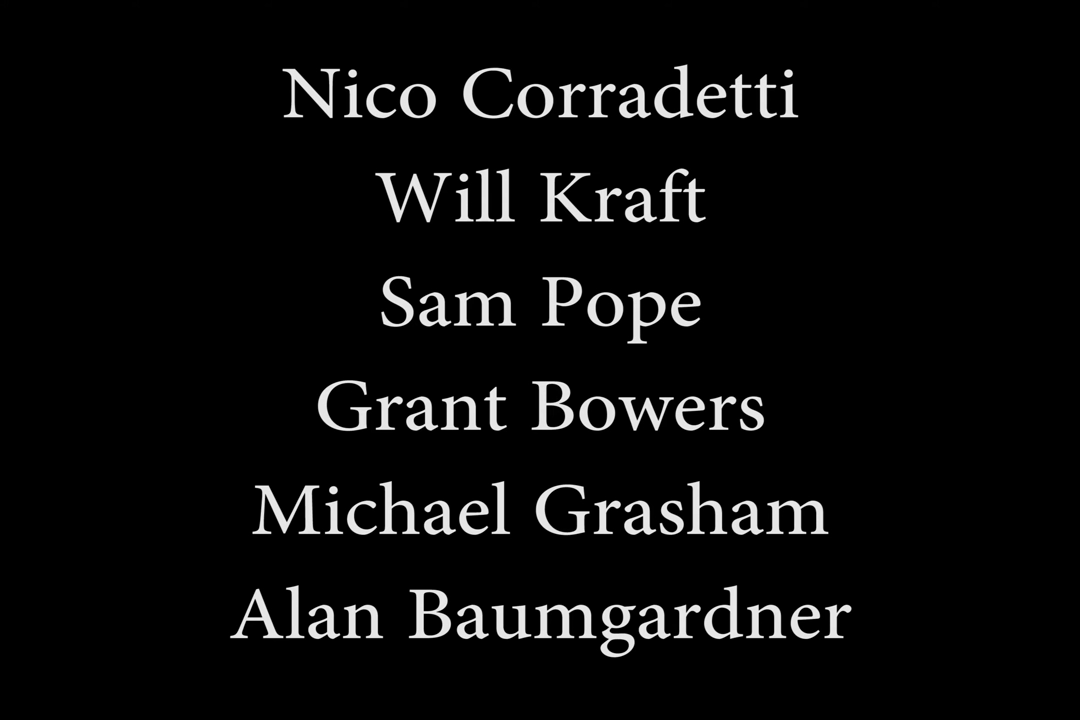 Nico Corradetti
Will Kraft
Sam Pope
Grant Bowers
Michael Grasham
Alan Baumgardner